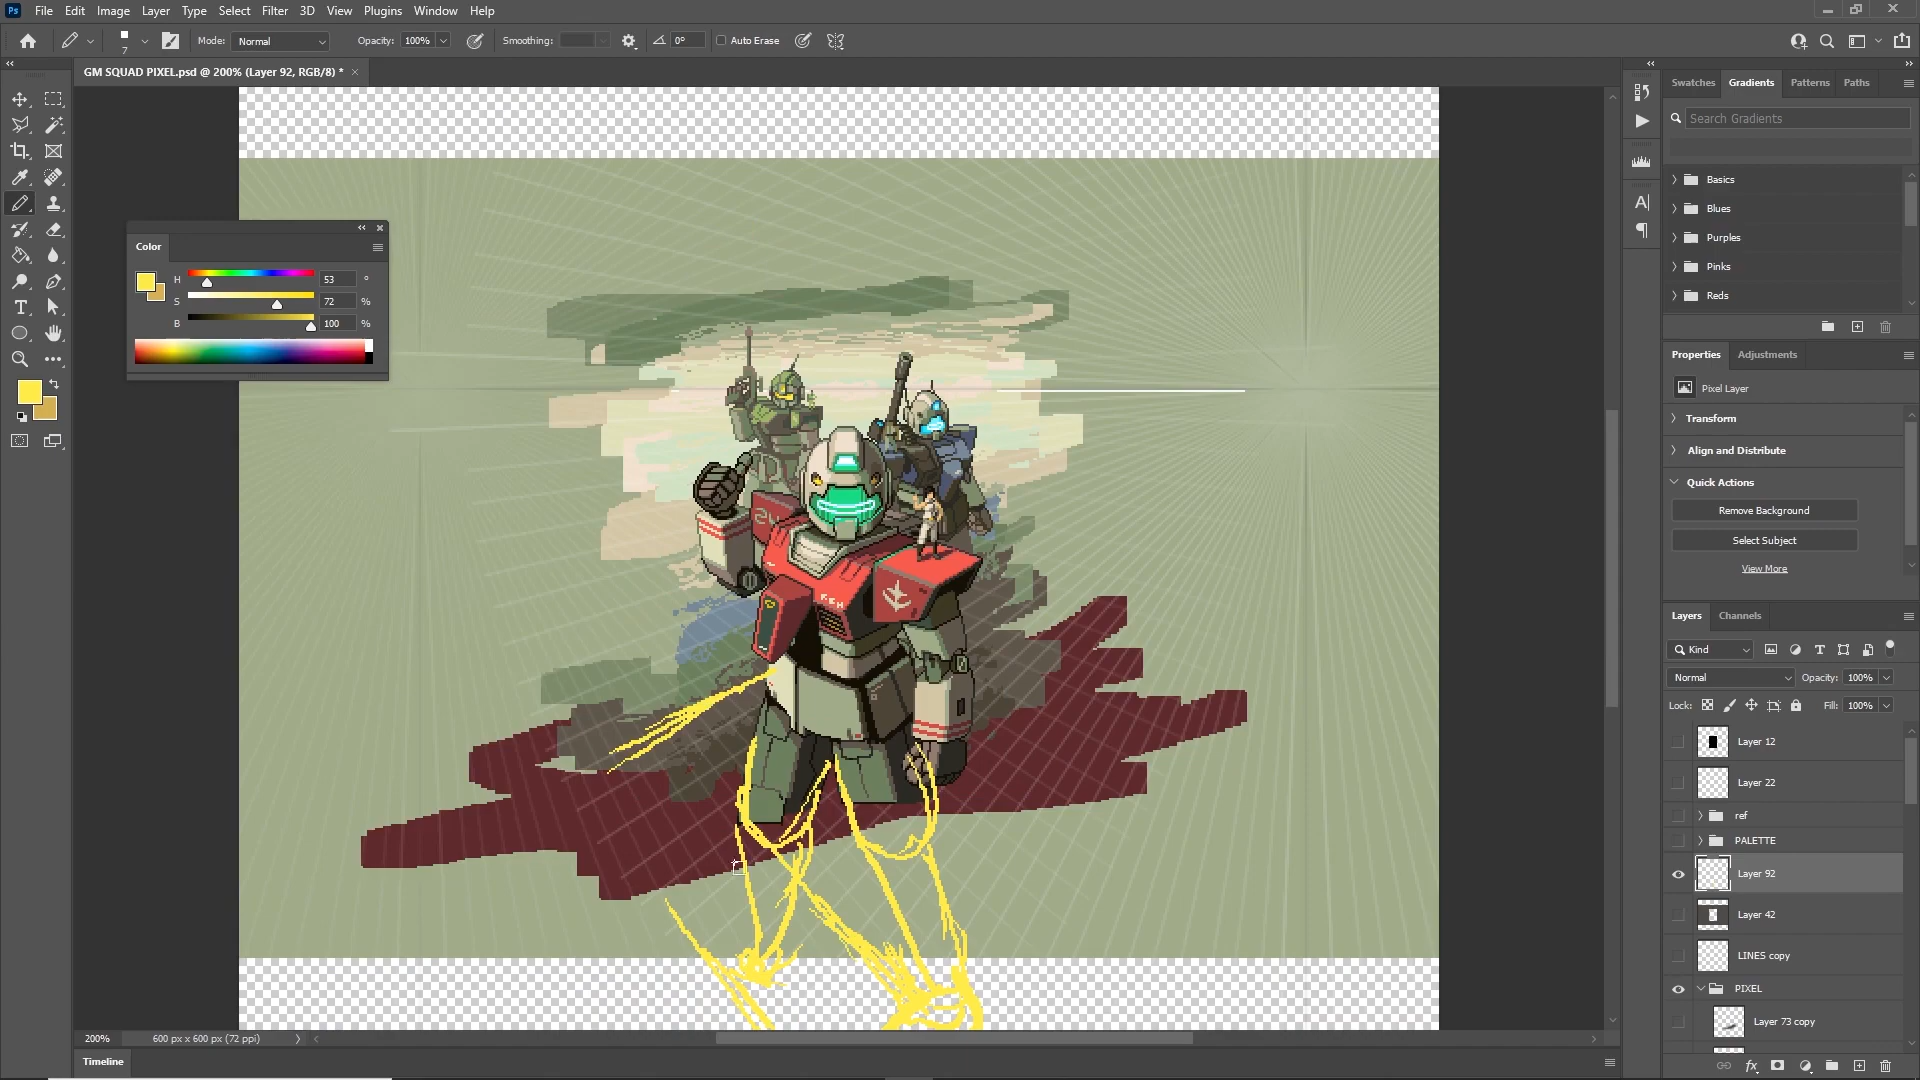 Ps File Edit Image Layer Type Select Filter 3D View Plugins Window Help
7 Mode: Normal Opacity: 100% Smoothing: 0° Auto Erase
GM SQUAD PIXEL.psd @ 200% (Layer 92, RGB/8) *
Color
H 53 °
S 72 %
B 100 %
24
Swatches Gradients Patterns Paths
Search Gradients
Basics
Blues
Purples
Pinks
Reds
Properties Adjustments
Pixel Layer
Transform
Align and Distribute
Quick Actions
Remove Background
Select Subject
View More
Layers Channels
Kind
Normal Opacity: 100%
Lock: Fill: 100%
Layer 12
Layer 22
ref
PALETTE
Layer 92
Layer 42
LINES copy
PIXEL
Layer 73 copy
200% 600 px x 600 px (72 ppi)
Timeline